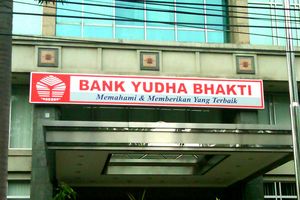 BANK YUDHA BHAKTI
Memahami & Memberikan Yang Terbaik